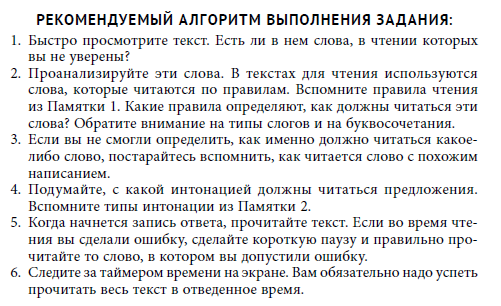 РЕКОМЕНДУЕМЫЙ АЛГОРИТМ ВЫПОЛНЕНИЯ ЗАДАНИЯ:
1. Быстро просмотрите текст. Есть ли в нем слова, в чтении которых
вы не уверены?
2. Проанализируйте эти слова. В текстах для чтения используются
слова, которые читаются по правилам. Вспомните правила чтения
из Памятки 1. Какие правила определяют, как должны читаться эти
слова? Обратите внимание на типы слогов и на буквосочетания.
3. Если вы не смогли определить, как именно должно читаться какое-
либо слово, постарайтесь вспомнить, как читается слово с похожим
написанием.
4. Подумайте, с какой интонацией должны читаться предложения.
Вспомните типы интонации из Памятки 2.
5. Когда начнется запись ответа, прочитайте текст. Если во время чте-
ния вы сделали ошибку, сделайте короткую паузу и правильно про-
читайте то слово, в котором вы допустили ошибку.
6. Следите за таймером времени на экране. Вам обязательно надо успеть
прочитать весь текст в отведенное время.